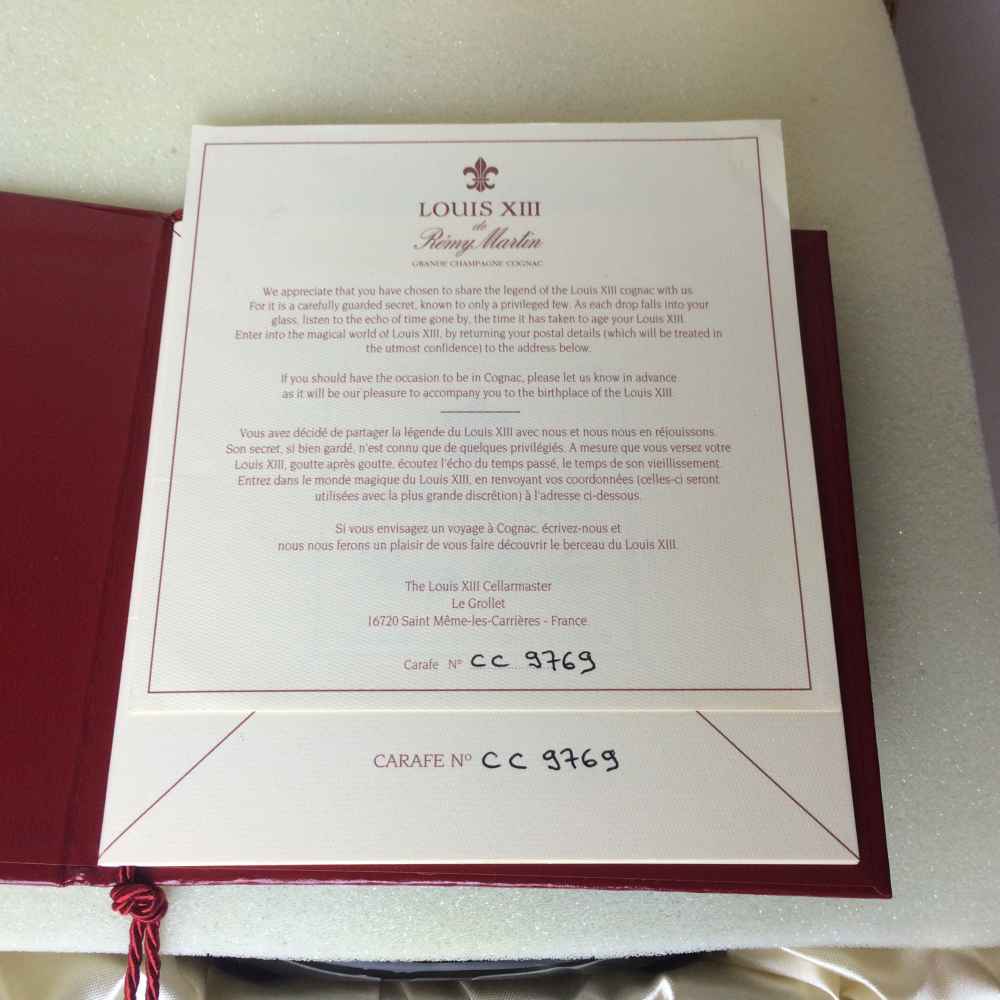 LOUIS XIII
de
Rémy Martin
GRANDE CHAMPAGNE COGNAC
We appreciate that you have chosen to share the legend of the Louis XIII cognac with us.
For it is a carefully guarded secret, known to only a privileged few. As each drop falls into your
glass, listen to the echo of time gone by, the time it has taken to age your Louis XIII.
Enter into the magical world of Louis XIII, by returning your postal details (which will be treated in
the utmost confidence) to the address below.
If you should have the occasion to be in Cognac, please let us know in advance
as it will be our pleasure to accompany you to the birthplace of the Louis XIII.
Vous avez décidé de partager la légende du Louis XIII avec nous et nous nous en réjouissons.
Son secret, si bien gardé, n'est connu que de quelques privilégiés. A mesure que vous versez votre
Louis XIII, goutte après goutte, écoutez l'écho du temps passé, le temps de son vieillissement.
Entrez dans le monde magique du Louis XIII, en renvoyant vos coordonnées (celles-ci seront
utilisées avec la plus grande discrétion) à l'adresse ci-dessous.
Si vous envisagez un voyage à Cognac, écrivez-nous et
nous nous ferons un plaisir de vous faire découvrir le berceau du Louis XIII.
The Louis XIII Cellarmaster
Le Grollet
16720 Saint Même-les-Carrières - France
Carafe N° CC 9769
CARAFE N° CC 9769